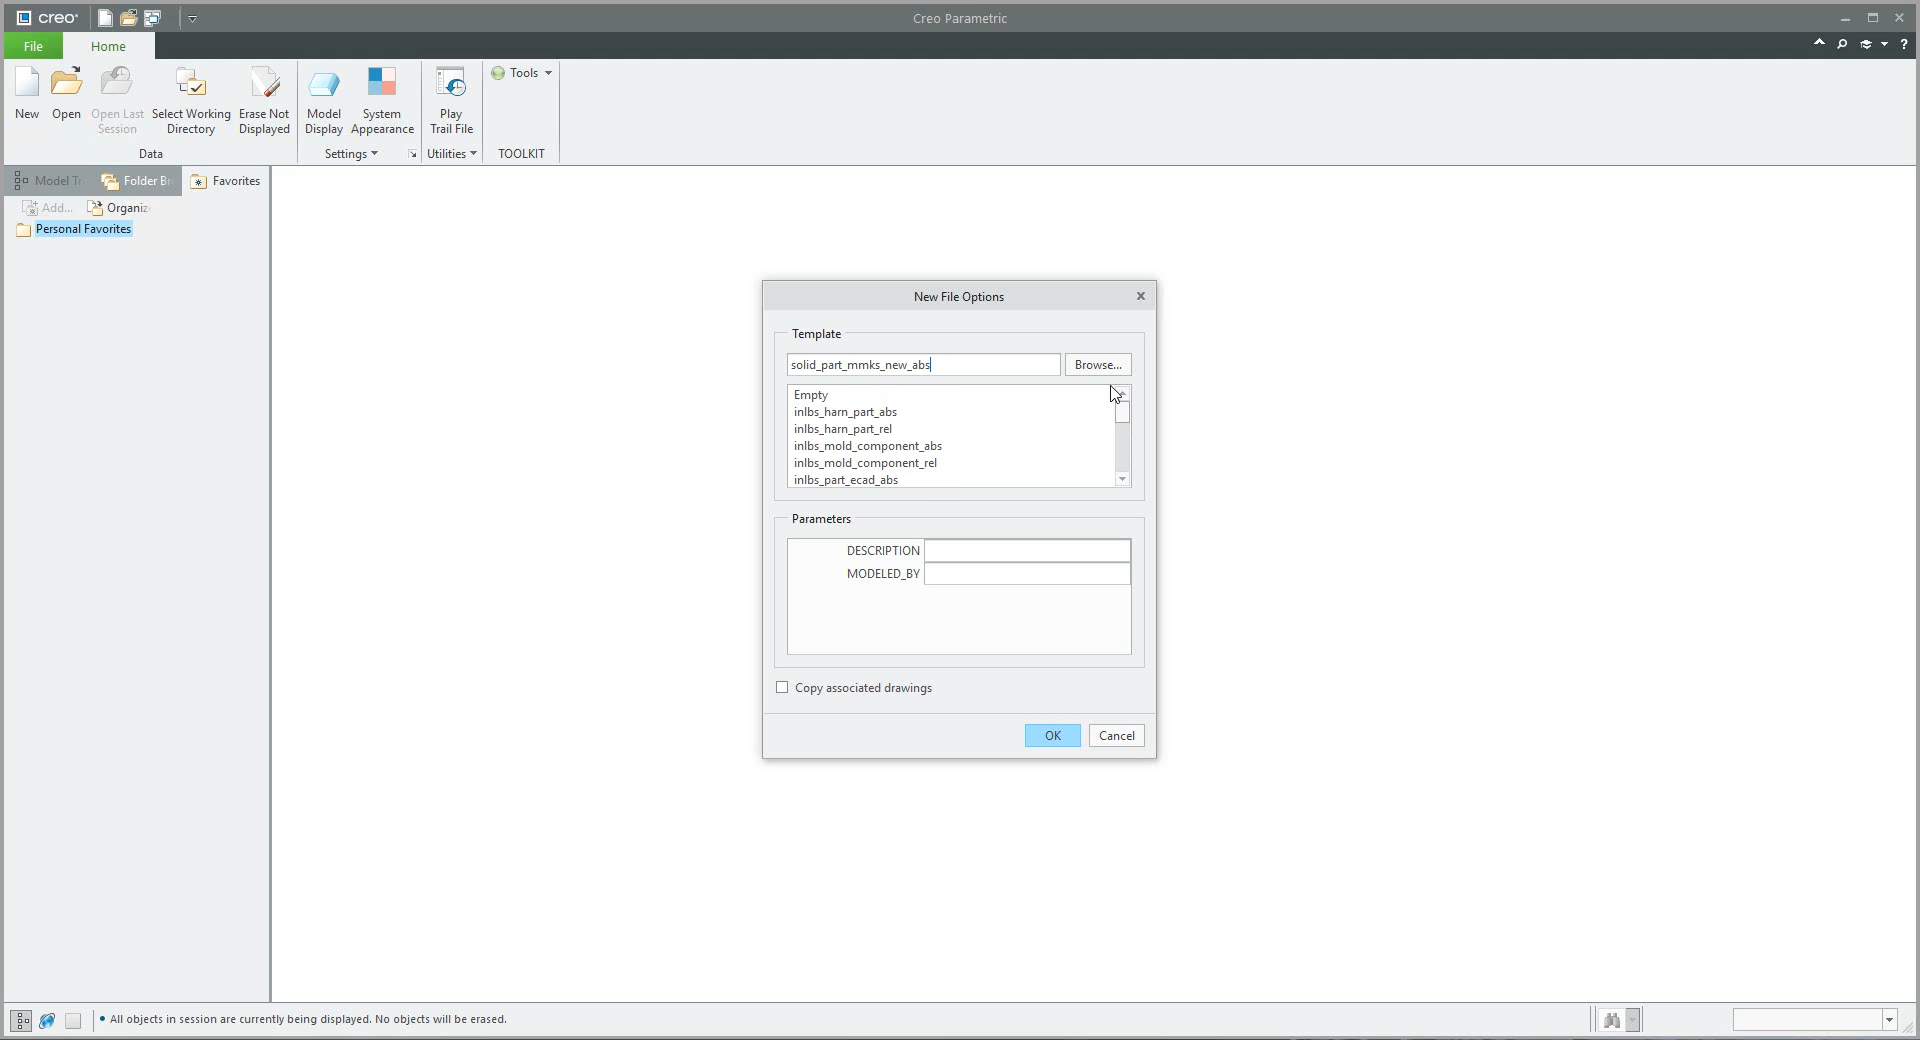 creo
Creo Parametric
File
Home
New
Open
Open Last
Session
Select Working
Directory
Erase Not
Displayed
Model
Display
System
Appearance
Play
Trail File
Tools
Data
Settings
Utilities
TOOLKIT
Model Tr
Folder Br
Favorites
Add...
Organiz
Personal Favorites
New File Options
Template
solid_part_mmks_new_abs
Browse...
Empty
inlbs_harn_part_abs
inlbs_harn_part_rel
inlbs_mold_component_abs
inlbs_mold_component_rel
inlbs_part_ecad_abs
Parameters
DESCRIPTION
MODELED_BY
Copy associated drawings
OK
Cancel
All objects in session are currently being displayed. No objects will be erased.